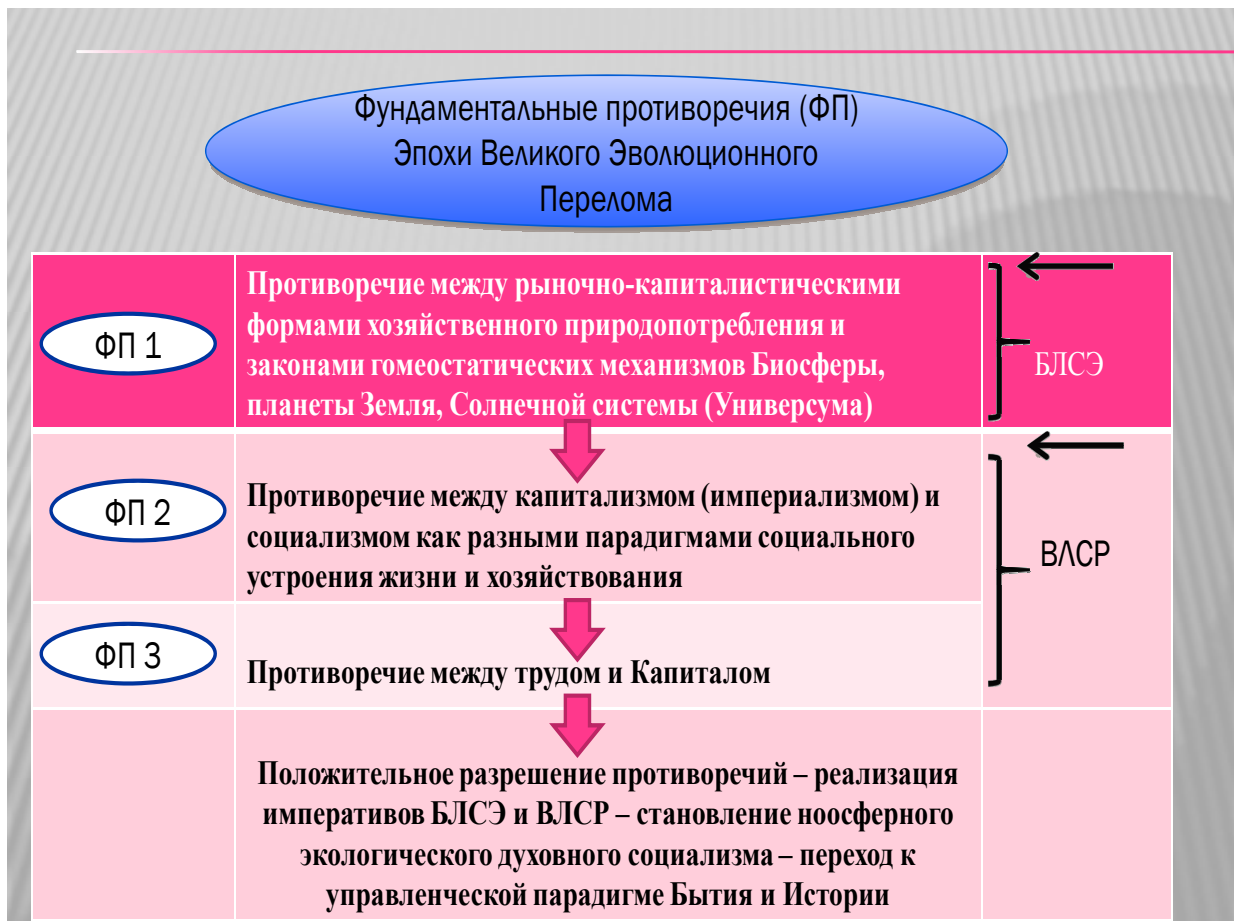 Фундаментальные противоречия (ФП)
Эпохи Великого Эволюционного
Перелома
ФП 1
Противоречие между рыночно-капиталистическими
формами хозяйственного природопотребления и
законами гомеостатических механизмов Биосферы,
планеты Земля, Солнечной системы (Универсума)
БЛСЭ
ФП 2
Противоречие между капитализмом (империализмом) и
социализмом как разными парадигмами социального
устроения жизни и хозяйствования
ВЛСР
ФП 3
Противоречие между трудом и Капиталом
Положительное разрешение противоречий – реализация
императивов БЛСЭ и ВЛСР – становление ноосферного
экологического духовного социализма – переход к
управленческой парадигме Бытия и Истории